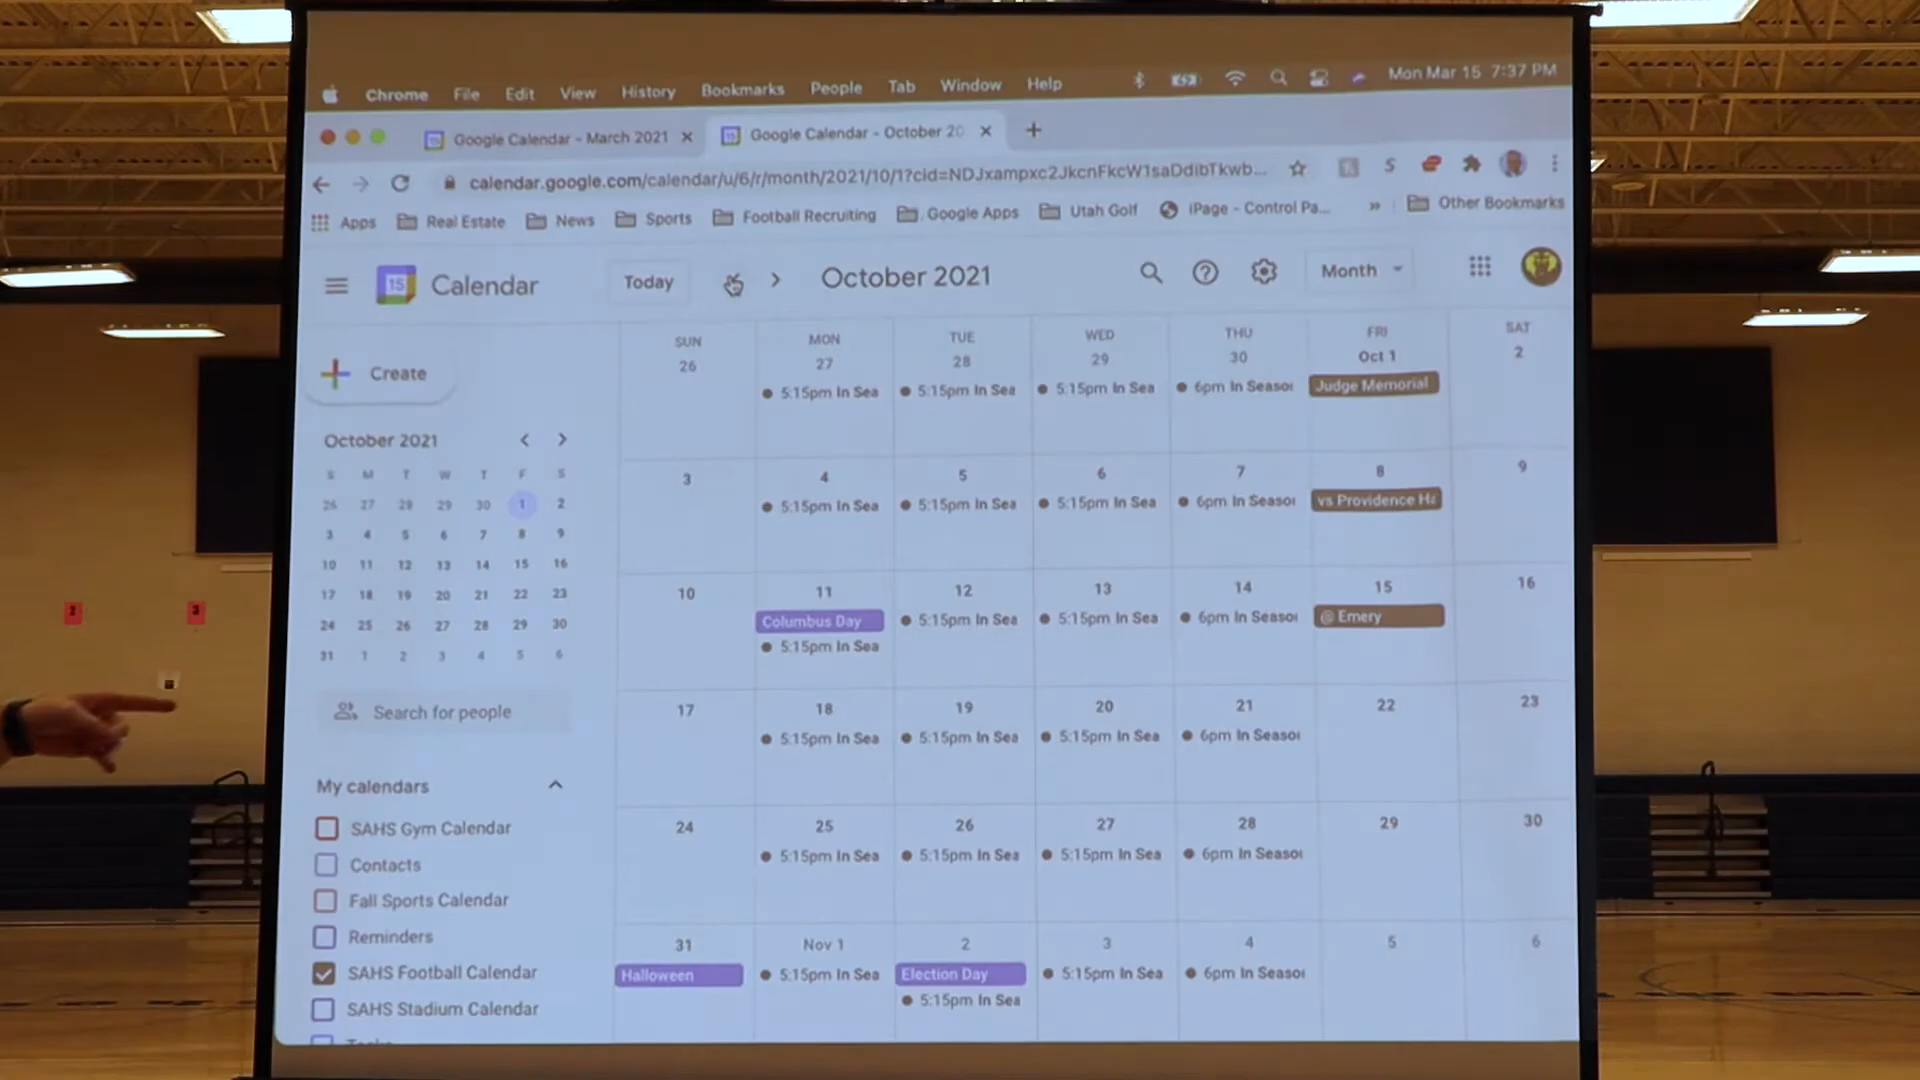 Chrome File Edit View History Bookmarks People Tab Window Help Mon Mar 15 7:37 PM
Google Calendar - March 2021 Google Calendar - October 20
calendar.google.com/calendar/u/6/r/month/2021/10/1?cid=NDJxampxc2JkcnFkcW1saDdibTkwb...
Apps Real Estate News Sports Football Recruiting Google Apps Utah Golf iPage - Control Pa... » Other Bookmarks
15 Calendar Today October 2021 Month
Create
October 2021
S M T W T F S
26 27 28 29 30 1 2
3 4 5 6 7 8 9
10 11 12 13 14 15 16
17 18 19 20 21 22 23
24 25 26 27 28 29 30
31 1 2 3 4 5 6
Search for people
My calendars
SAHS Gym Calendar
Contacts
Fall Sports Calendar
Reminders
SAHS Football Calendar
SAHS Stadium Calendar
SUN MON TUE WED THU FRI SAT
26 27 28 29 30 Oct 1 2
5:15pm In Sea 5:15pm In Sea 5:15pm In Sea 6pm In Season Judge Memorial
3 4 5 6 7 8 9
5:15pm In Sea 5:15pm In Sea 5:15pm In Sea 6pm In Season vs Providence Ha
10 11 12 13 14 15 16
Columbus Day 5:15pm In Sea 5:15pm In Sea 6pm In Season @ Emery
5:15pm In Sea
17 18 19 20 21 22 23
5:15pm In Sea 5:15pm In Sea 5:15pm In Sea 6pm In Season
24 25 26 27 28 29 30
5:15pm In Sea 5:15pm In Sea 5:15pm In Sea 6pm In Season
31 Nov 1 2 3 4 5 6
Halloween 5:15pm In Sea Election Day 5:15pm In Sea 6pm In Season
5:15pm In Sea
2
3